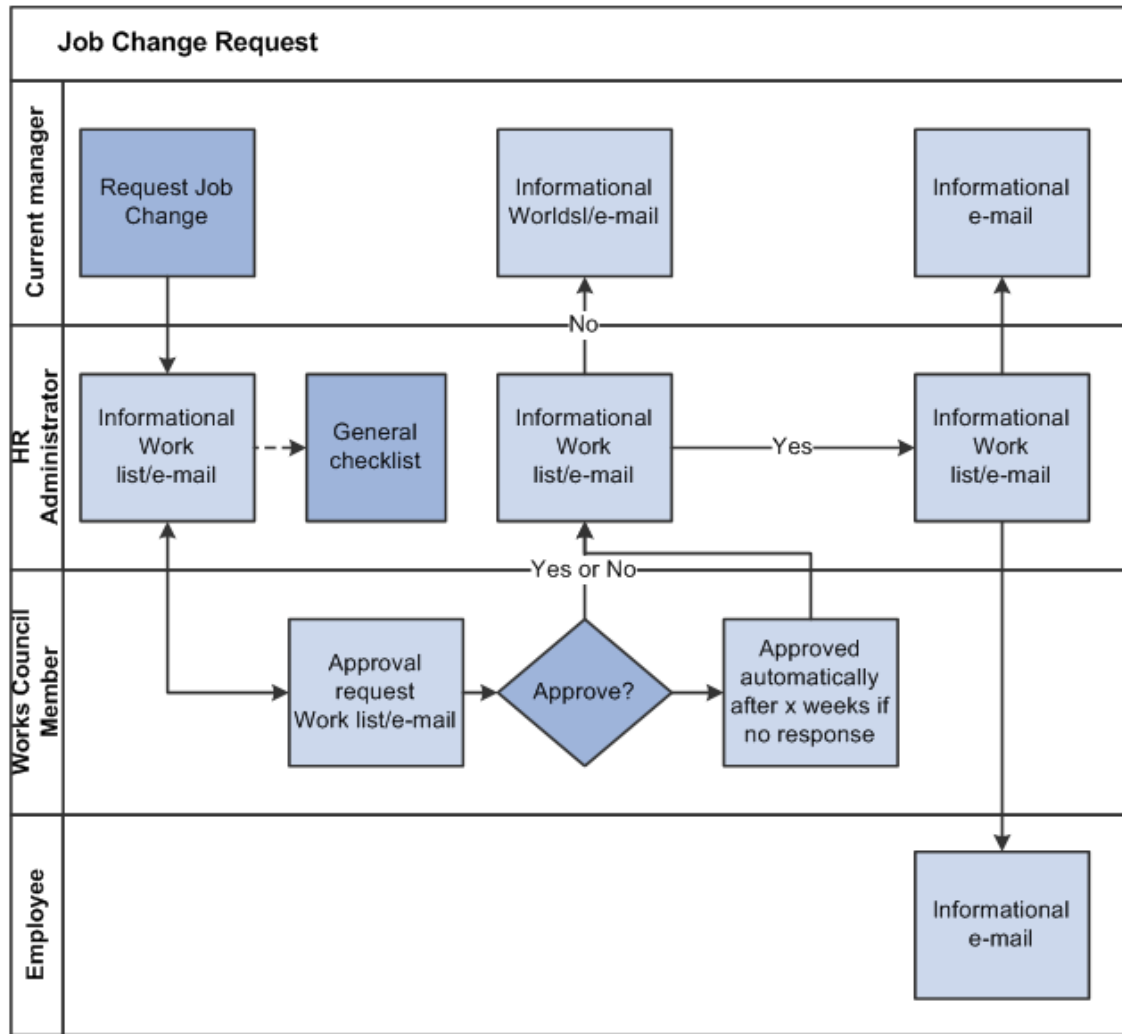 Job Change Request
Current manager
Request Job
Change
Informational
Worldsl/e-mail
Informational
e-mail
No
HR
Administrator
Informational
Work
list/e-mail
General
checklist
Informational
Work
list/e-mail
Yes
Informational
Work
list/e-mail
Yes or No
Works Council
Member
Approval
request
Work list/e-mail
Approve?
Approved
automatically
after x weeks if
no response
Employee
Informational
e-mail